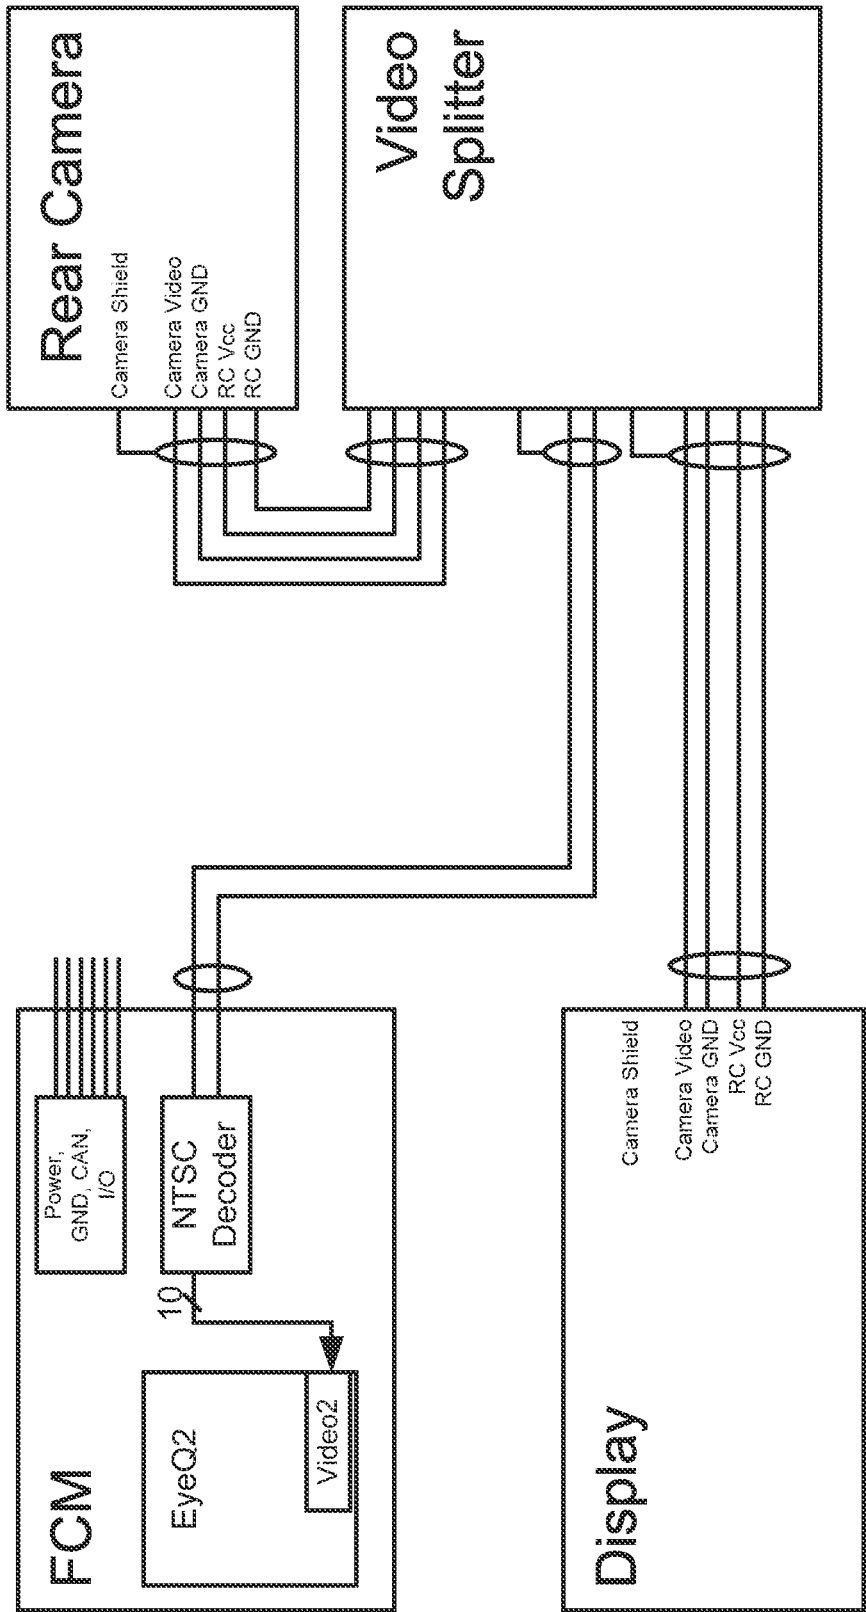 FCM
EyeQ2
Video2
10
Power,
GND, CAN,
I/O
NTSC
Decoder
Rear Camera
Camera Shield
Camera Video
Camera GND
RC Vcc
RC GND
Display
Camera Shield
Camera Video
Camera GND
RC Vcc
RC GND
Video
Splitter